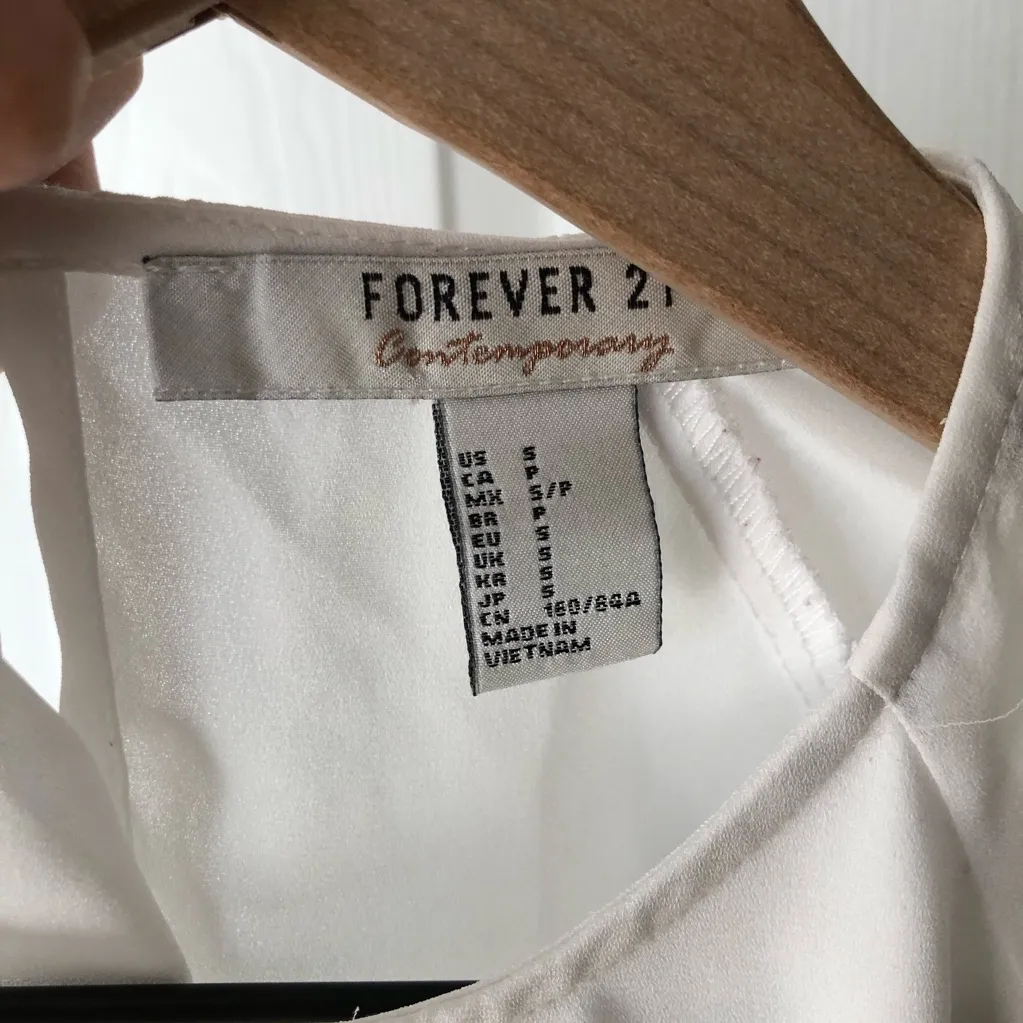 FOREVER 21
Contemporary
US S
CA P
MX S/P
BR P
EU S
UK S
KR S
JP S
CN 160/84A
MADE IN
VIETNAM